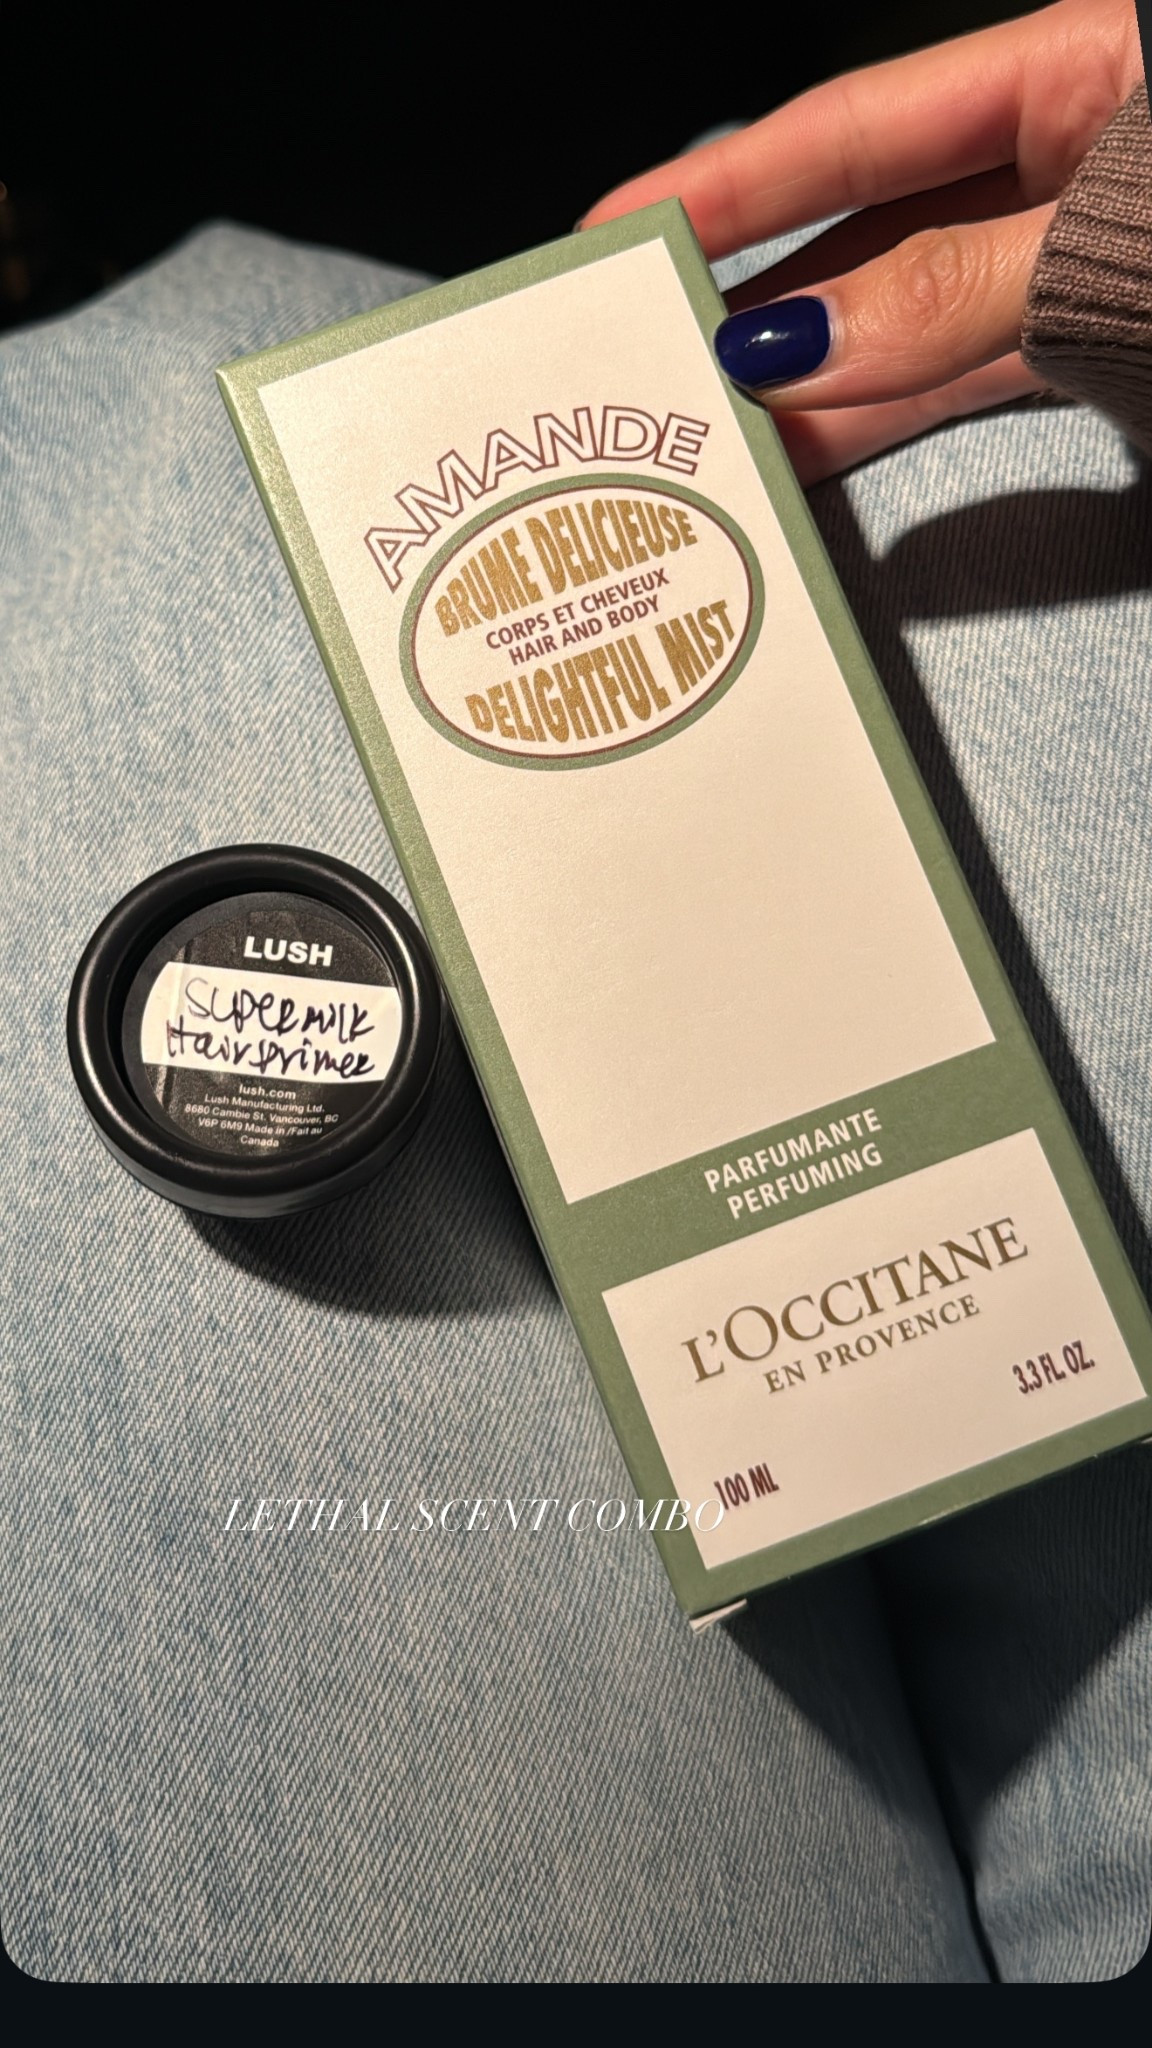 AMANDE
BRUME DELICIEUSE
CORPS ET CHEVEUX
HAIR AND BODY
DELIGHTFUL MIST
PARFUMANTE
PERFUMING
L'OCCITANE
EN PROVENCE
3.3 FL. OZ.
100 ML
LUSH
Supermilk
Hairsprimer
lush.com
Lush Manufacturing Ltd.
8680 Cambie St. Vancouver, BC
V6P 6M9 Made in /Fait au
Canada
LETHAL SCENT COMBO